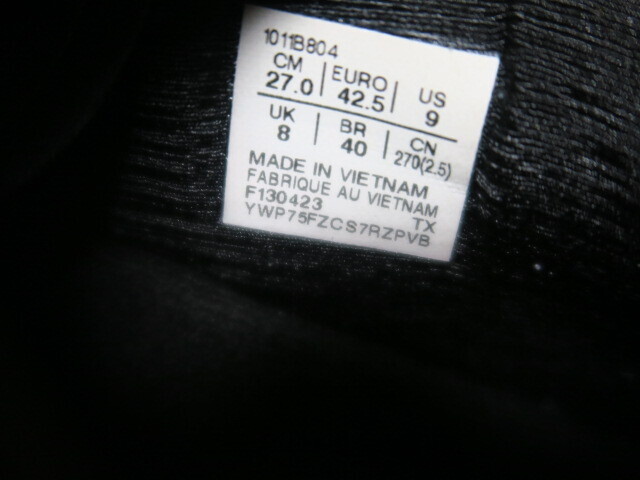 1011B804
CM 27.0 | EURO 42.5 | US 9
UK 8 | BR 40 | CN 270(2.5)
MADE IN VIETNAM
FABRIQUE AU VIETNAM
F130423 TX
YWP75FZCS7RZPVB